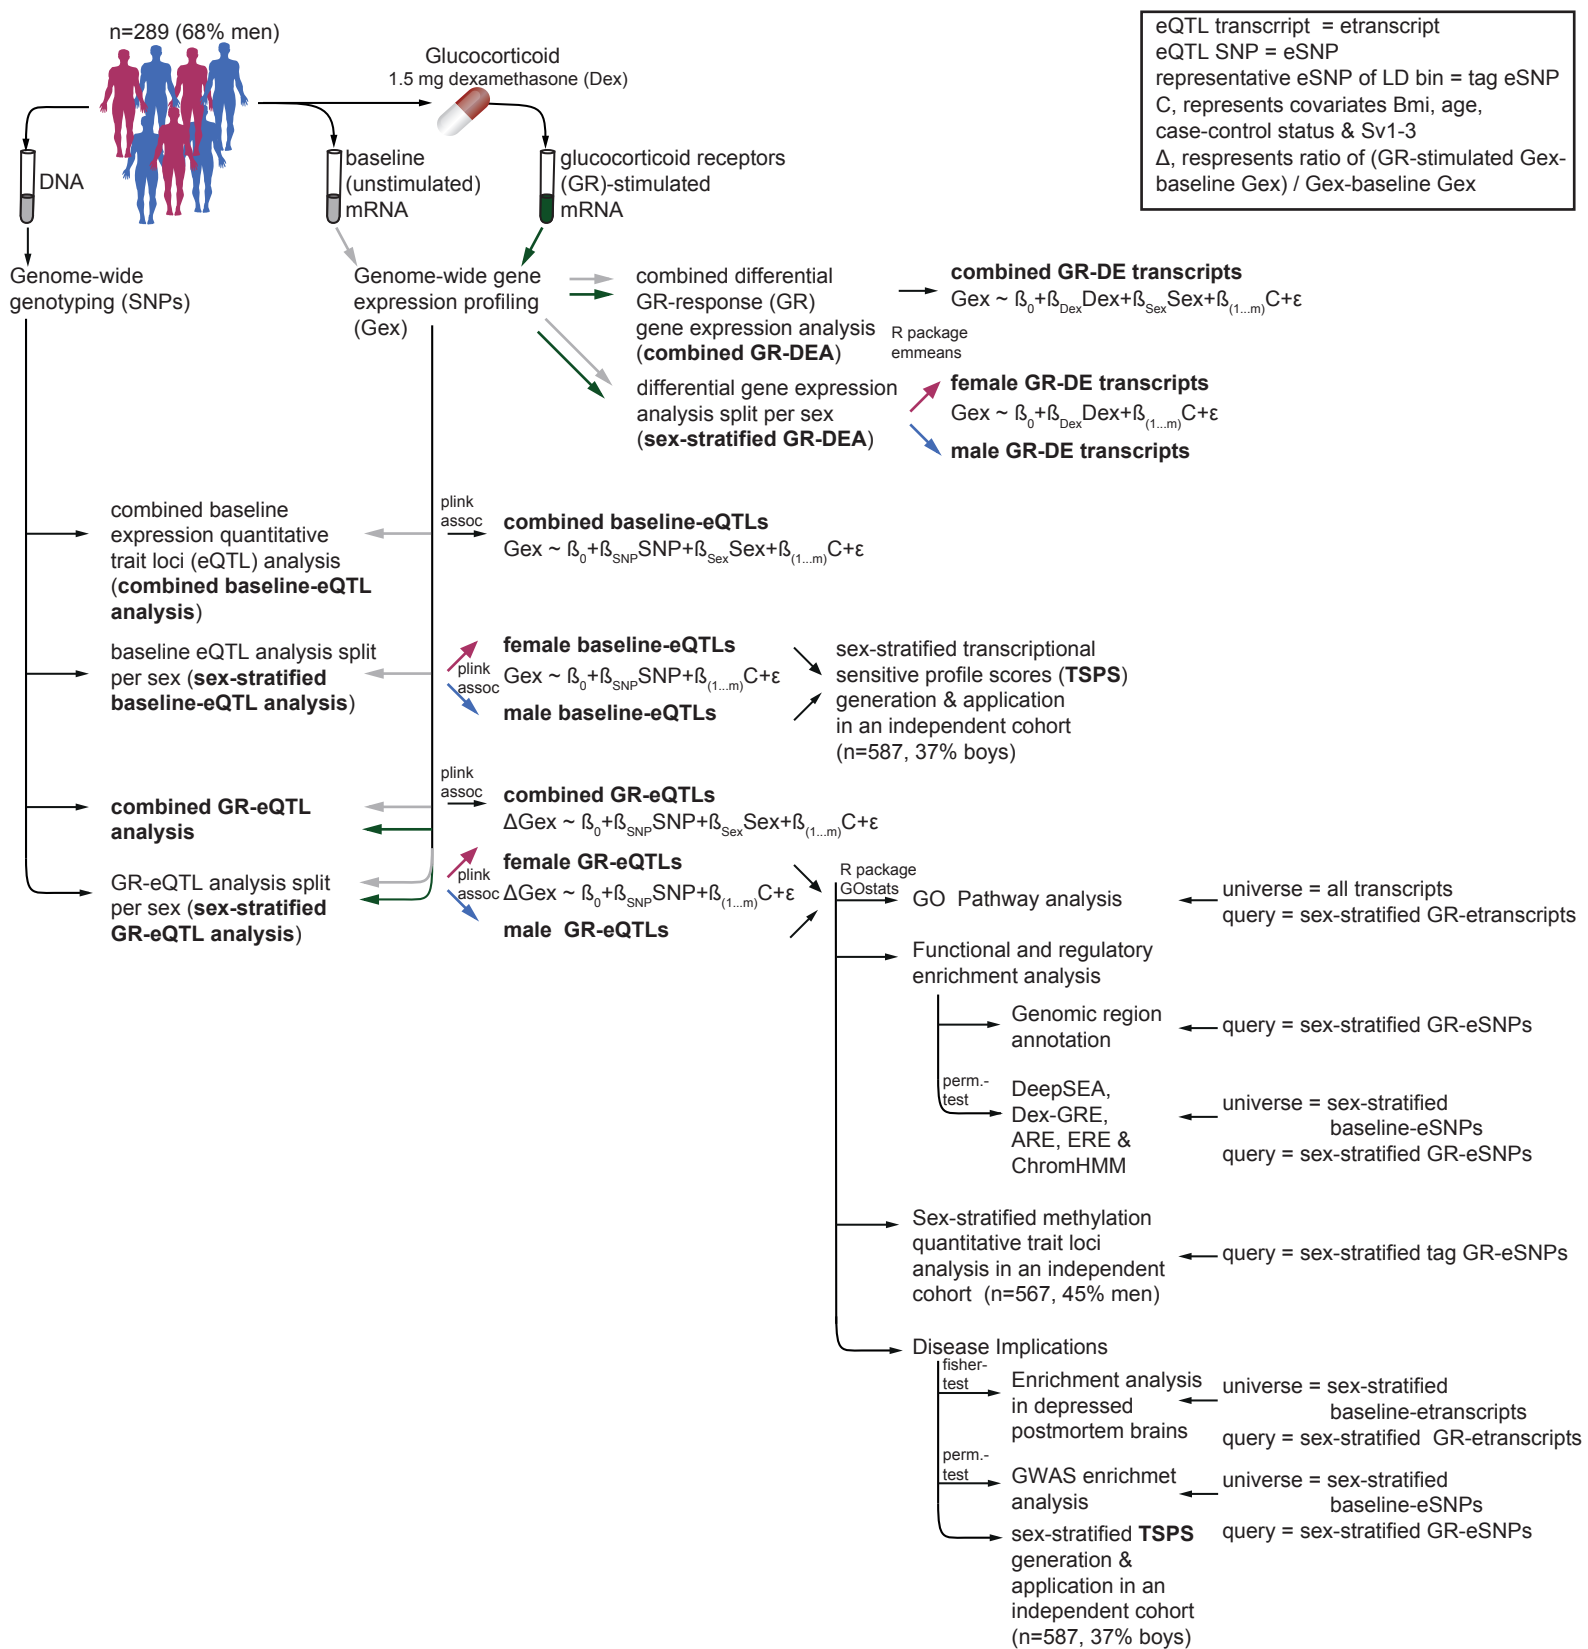 n=289 (68% men)
Glucocorticoid
1.5 mg dexamethasone (Dex)
DNA
baseline
(unstimulated)
mRNA
glucocorticoid receptors
(GR)-stimulated
mRNA
eQTL transcrript = etranscript
eQTL SNP = eSNP
representative eSNP of LD bin = tag eSNP
C, represents covariates Bmi, age,
case-control status & Sv1-3
Δ, respresents ratio of (GR-stimulated Gex-
baseline Gex) / Gex-baseline Gex
Genome-wide
genotyping (SNPs)
Genome-wide gene
expression profiling
(Gex)
combined differential
GR-response (GR)
gene expression analysis
(combined GR-DEA)
R package
emmeans
combined GR-DE transcripts
Gex ~ ß0+ßDexDex+ßSexSex+ß(1...m)C+ε
differential gene expression
analysis split per sex
(sex-stratified GR-DEA)
female GR-DE transcripts
Gex ~ ß0+ßDexDex+ß(1...m)C+ε
male GR-DE transcripts
combined baseline
expression quantitative
trait loci (eQTL) analysis
(combined baseline-eQTL
analysis)
plink
assoc
combined baseline-eQTLs
Gex ~ ß0+ßSNPSNP+ßSexSex+ß(1...m)C+ε
baseline eQTL analysis split
per sex (sex-stratified
baseline-eQTL analysis)
plink
assoc
female baseline-eQTLs
Gex ~ ß0+ßSNPSNP+ß(1...m)C+ε
male baseline-eQTLs
sex-stratified transcriptional
sensitive profile scores (TSPS)
generation & application
in an independent cohort
(n=587, 37% boys)
combined GR-eQTL
analysis
plink
assoc
combined GR-eQTLs
ΔGex ~ ß0+ßSNPSNP+ßSexSex+ß(1...m)C+ε
GR-eQTL analysis split
per sex (sex-stratified
GR-eQTL analysis)
plink
assoc
female GR-eQTLs
ΔGex ~ ß0+ßSNPSNP+ß(1...m)C+ε
male GR-eQTLs
R package
GOstats
GO Pathway analysis
universe = all transcripts
query = sex-stratified GR-etranscripts
Functional and regulatory
enrichment analysis
Genomic region
annotation
query = sex-stratified GR-eSNPs
perm.-
test
DeepSEA,
Dex-GRE,
ARE, ERE &
ChromHMM
universe = sex-stratified
baseline-eSNPs
query = sex-stratified GR-eSNPs
Sex-stratified methylation
quantitative trait loci
analysis in an independent
cohort (n=567, 45% men)
query = sex-stratified tag GR-eSNPs
Disease Implications
fisher-
test
Enrichment analysis
in depressed
postmortem brains
universe = sex-stratified
baseline-etranscripts
query = sex-stratified GR-etranscripts
perm.-
test
GWAS enrichmet
analysis
universe = sex-stratified
baseline-eSNPs
query = sex-stratified GR-eSNPs
sex-stratified TSPS
generation &
application in an
independent cohort
(n=587, 37% boys)